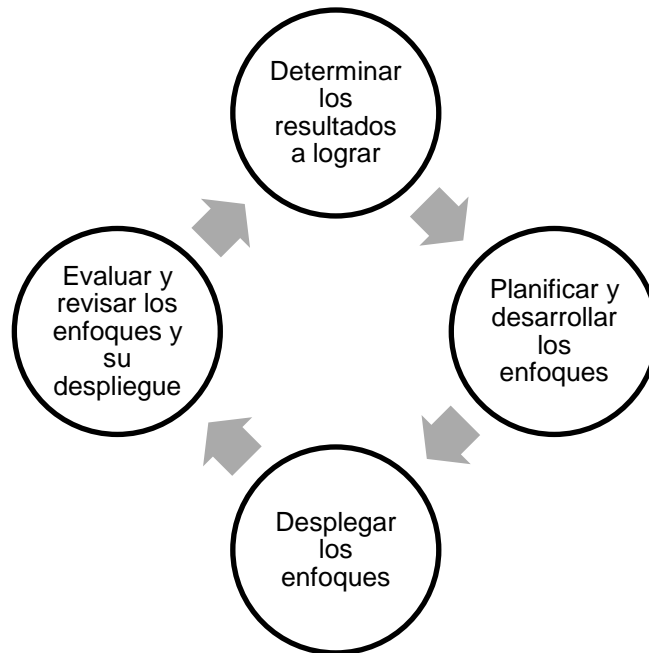 Determinar
los
resultados
a lograr
Planificar y
desarrollar
los
enfoques
Desplegar
los
enfoques
Evaluar y
revisar los
enfoques y
su
despliegue